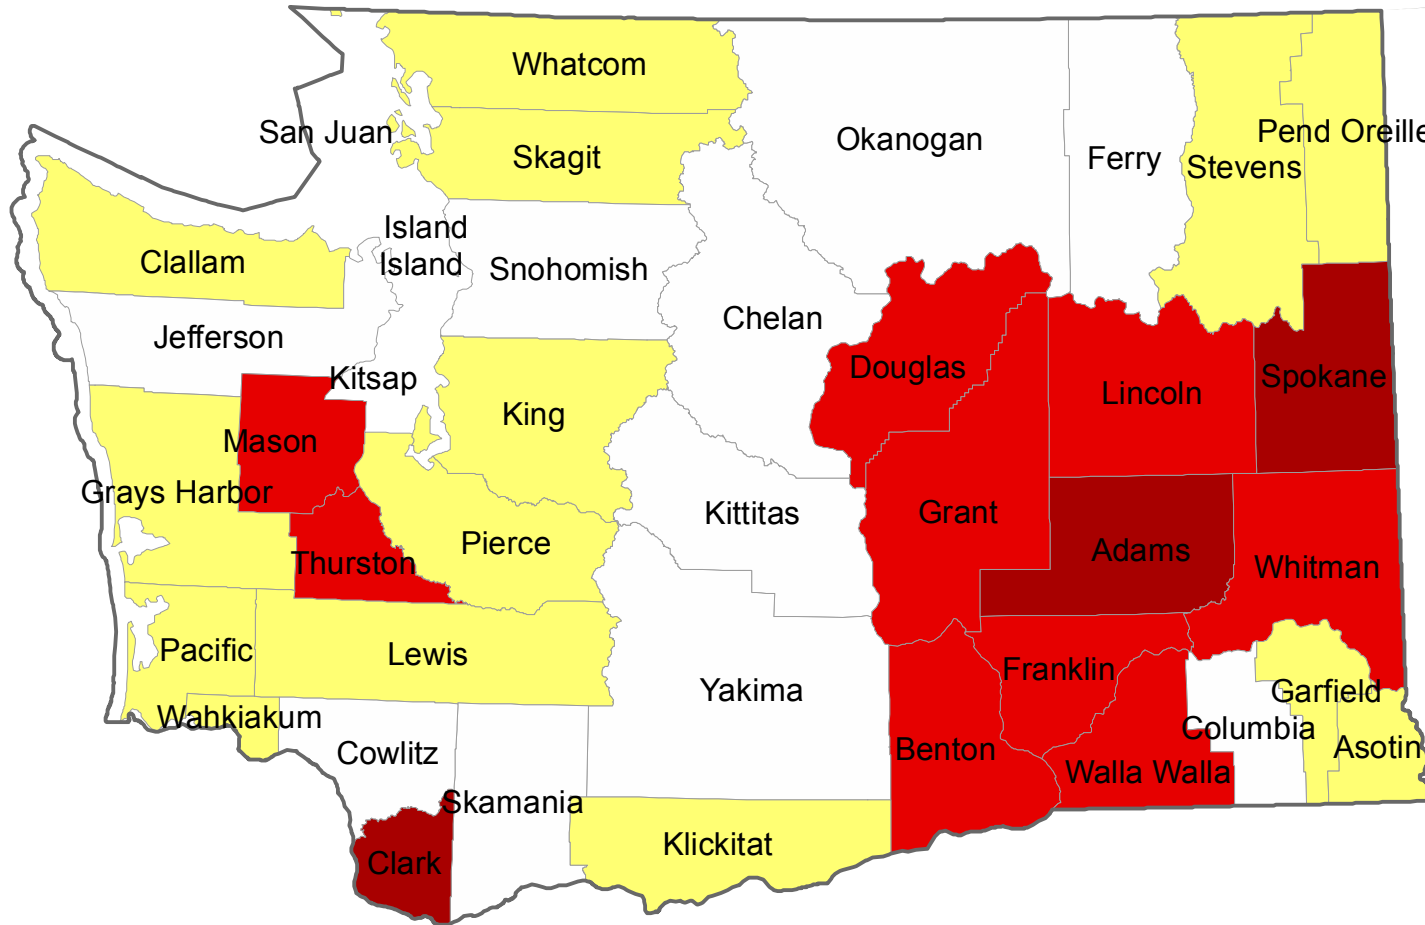 Whatcom
San Juan
Skagit
Okanogan
Ferry
Pend Oreille
Stevens
Island
Island
Clallam
Snohomish
Chelan
Jefferson
Kitsap
Douglas
Lincoln
Spokane
King
Mason
Grays Harbor
Kittitas
Grant
Pierce
Thurston
Adams
Whitman
Pacific
Lewis
Yakima
Franklin
Garfield
Wahkiakum
Columbia
Cowlitz
Benton
Asotin
Walla Walla
Skamania
Klickitat
Clark